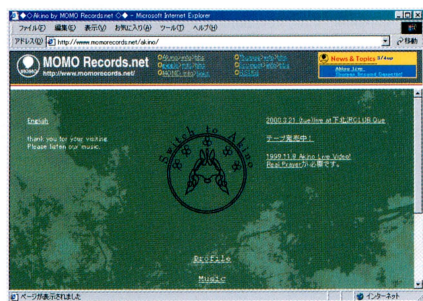 ◆◇Akino by MOMO Records.net◇◆ - Microsoft Internet Explorer
ファイル(F) 編集(E) 表示(V) お気に入り(A) ツール(T) ヘルプ(H)
アドレス(D) http://www.momorecords.net/akino/ 移動
MOMO Records.net
http://www.momorecords.net/
News & Topics
English
thank you for your visiting
Please listen our music.
Switch to Akino
2000.3.21 Que live at 下北沢CLUB Que
テープ発売中!
1999.11.8 Akino Live Video!
Real Prayerが必要です。
Profile
Music
ページが表示されました
インターネット